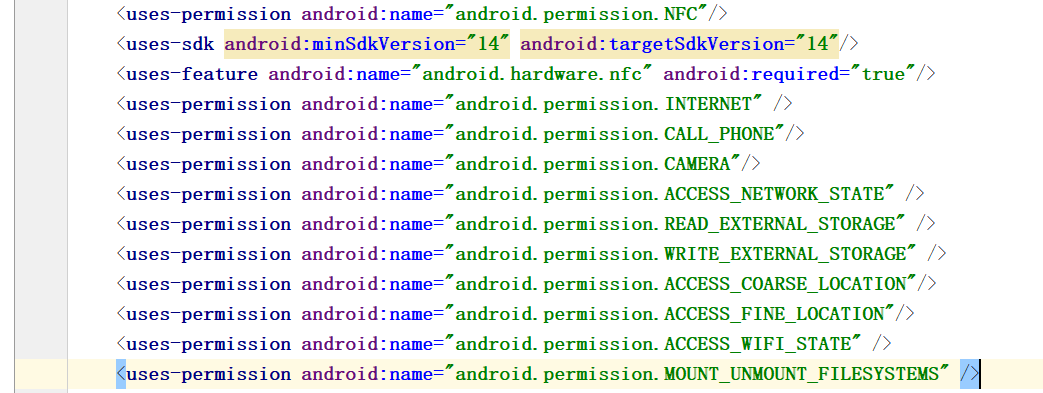 <uses-permission android:name="android.permission.NFC"/>
<uses-sdk android:minSdkVersion="14" android:targetSdkVersion="14"/>
<uses-feature android:name="android.hardware.nfc" android:required="true"/>
<uses-permission android:name="android.permission.INTERNET" />
<uses-permission android:name="android.permission.CALL_PHONE"/>
<uses-permission android:name="android.permission.CAMERA"/>
<uses-permission android:name="android.permission.ACCESS_NETWORK_STATE" />
<uses-permission android:name="android.permission.READ_EXTERNAL_STORAGE" />
<uses-permission android:name="android.permission.WRITE_EXTERNAL_STORAGE" />
<uses-permission android:name="android.permission.ACCESS_COARSE_LOCATION"/>
<uses-permission android:name="android.permission.ACCESS_FINE_LOCATION"/>
<uses-permission android:name="android.permission.ACCESS_WIFI_STATE" />
<uses-permission android:name="android.permission.MOUNT_UNMOUNT_FILESYSTEMS" />